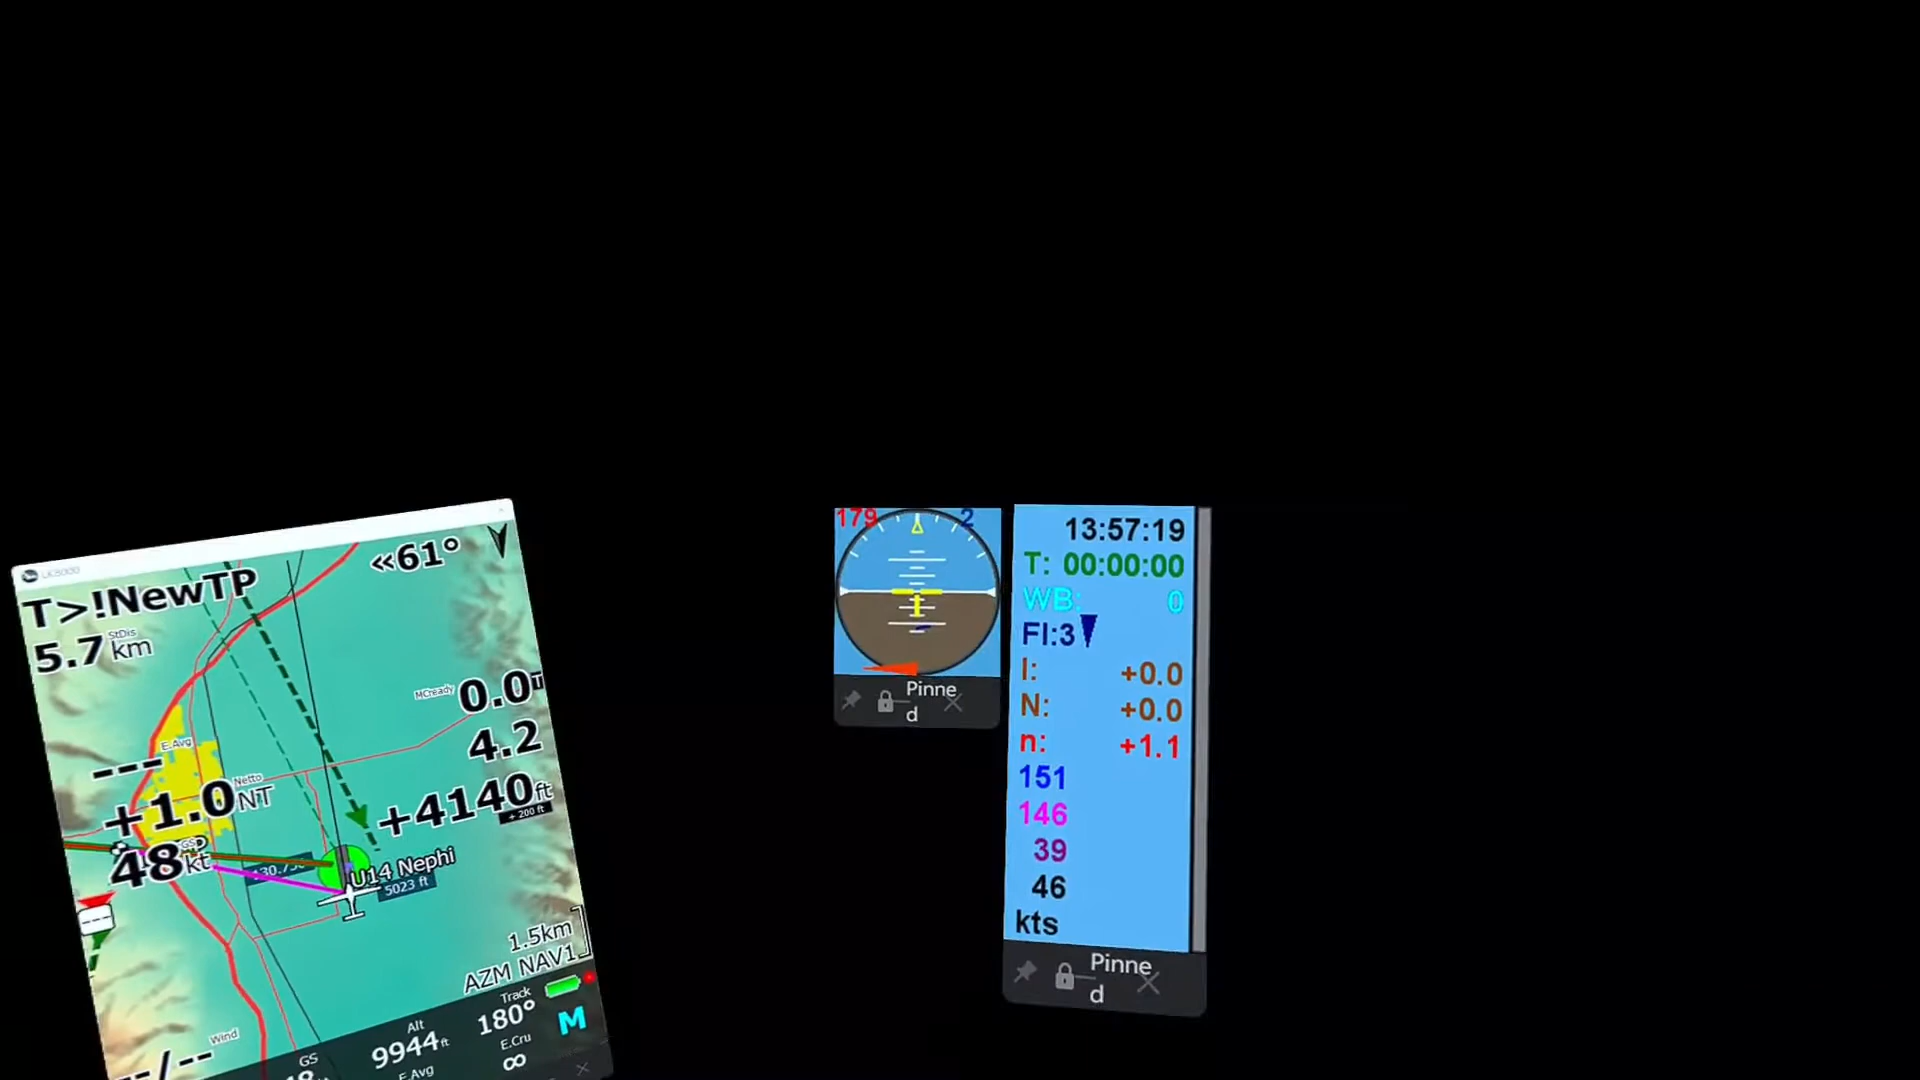 LK8000
T>!NewTP
«61°
StDis
5.7 km
MCready
0.0
4.2
E.Avg
---
Netto
+1.0 NT
+4140 ft
+ 200 ft
GS
48 kt
U14 Nephi
5023 ft
1.5km
AZM NAV1
Wind
--/--
GS
Alt
9944 ft
E.Avg
Track
180°
E.Cru
∞
M
179
2
Pinne
d
13:57:19
T: 00:00:00
WB: 0
Fl:3
I: +0.0
N: +0.0
n: +1.1
151
146
39
46
kts
Pinne
d